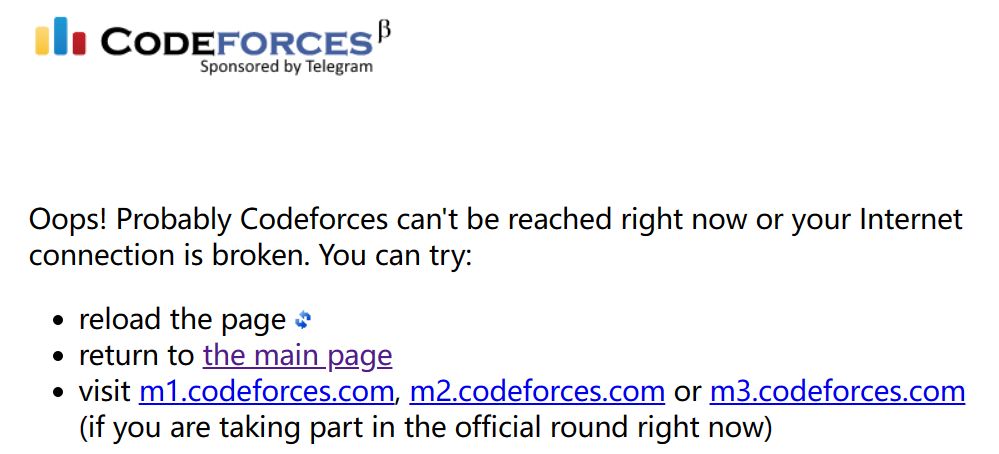 CODEFORCES β
Sponsored by Telegram
Oops! Probably Codeforces can't be reached right now or your Internet
connection is broken. You can try:
• reload the page
• return to the main page
• visit m1.codeforces.com, m2.codeforces.com or m3.codeforces.com
(if you are taking part in the official round right now)